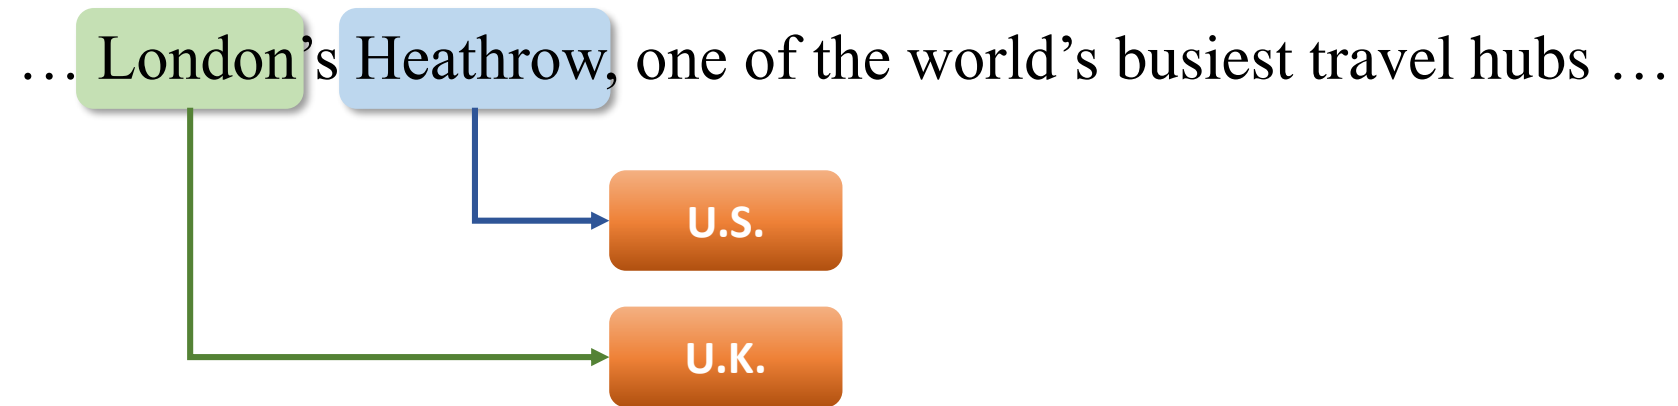 … London’s Heathrow, one of the world’s busiest travel hubs …
U.S.
U.K.